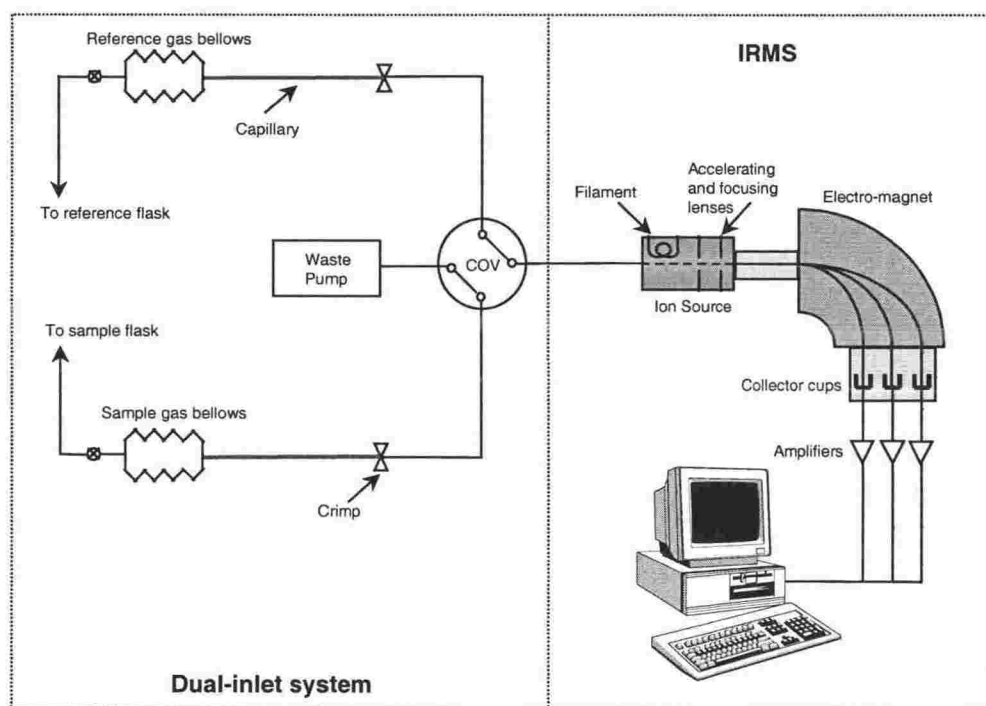 Reference gas bellows
Capillary
To reference flask
Waste
Pump
COV
To sample flask
Sample gas bellows
Crimp
Dual-inlet system
IRMS
Filament
Accelerating
and focusing
lenses
Electro-magnet
Ion Source
Collector cups
Amplifiers